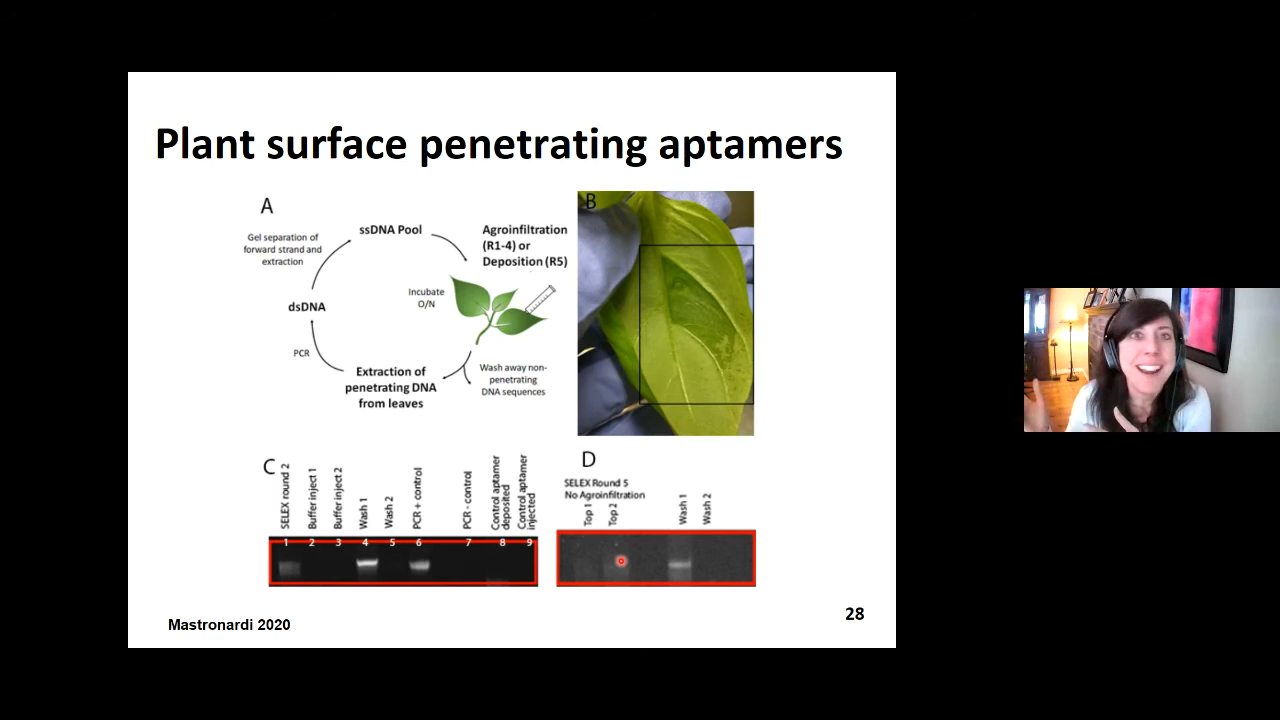 Plant surface penetrating aptamers
A
Gel separation of
forward strand and
extraction
ssDNA Pool
Agroinfiltration
(R1-4) or
Deposition (R5)
Incubate
O/N
dsDNA
PCR
Extraction of
penetrating DNA
from leaves
Wash away non-
penetrating
DNA sequences
B
C
SELEX round 2
Buffer inject 1
Buffer inject 2
Wash 1
Wash 2
PCR + control
PCR - control
Control aptamer
deposited
Control aptamer
injected
1 2 3 4 5 6 7 8 9
D
SELEX Round 5
No Agroinfiltration
Top 1
Top 2
Wash 1
Wash 2
Mastronardi 2020
28